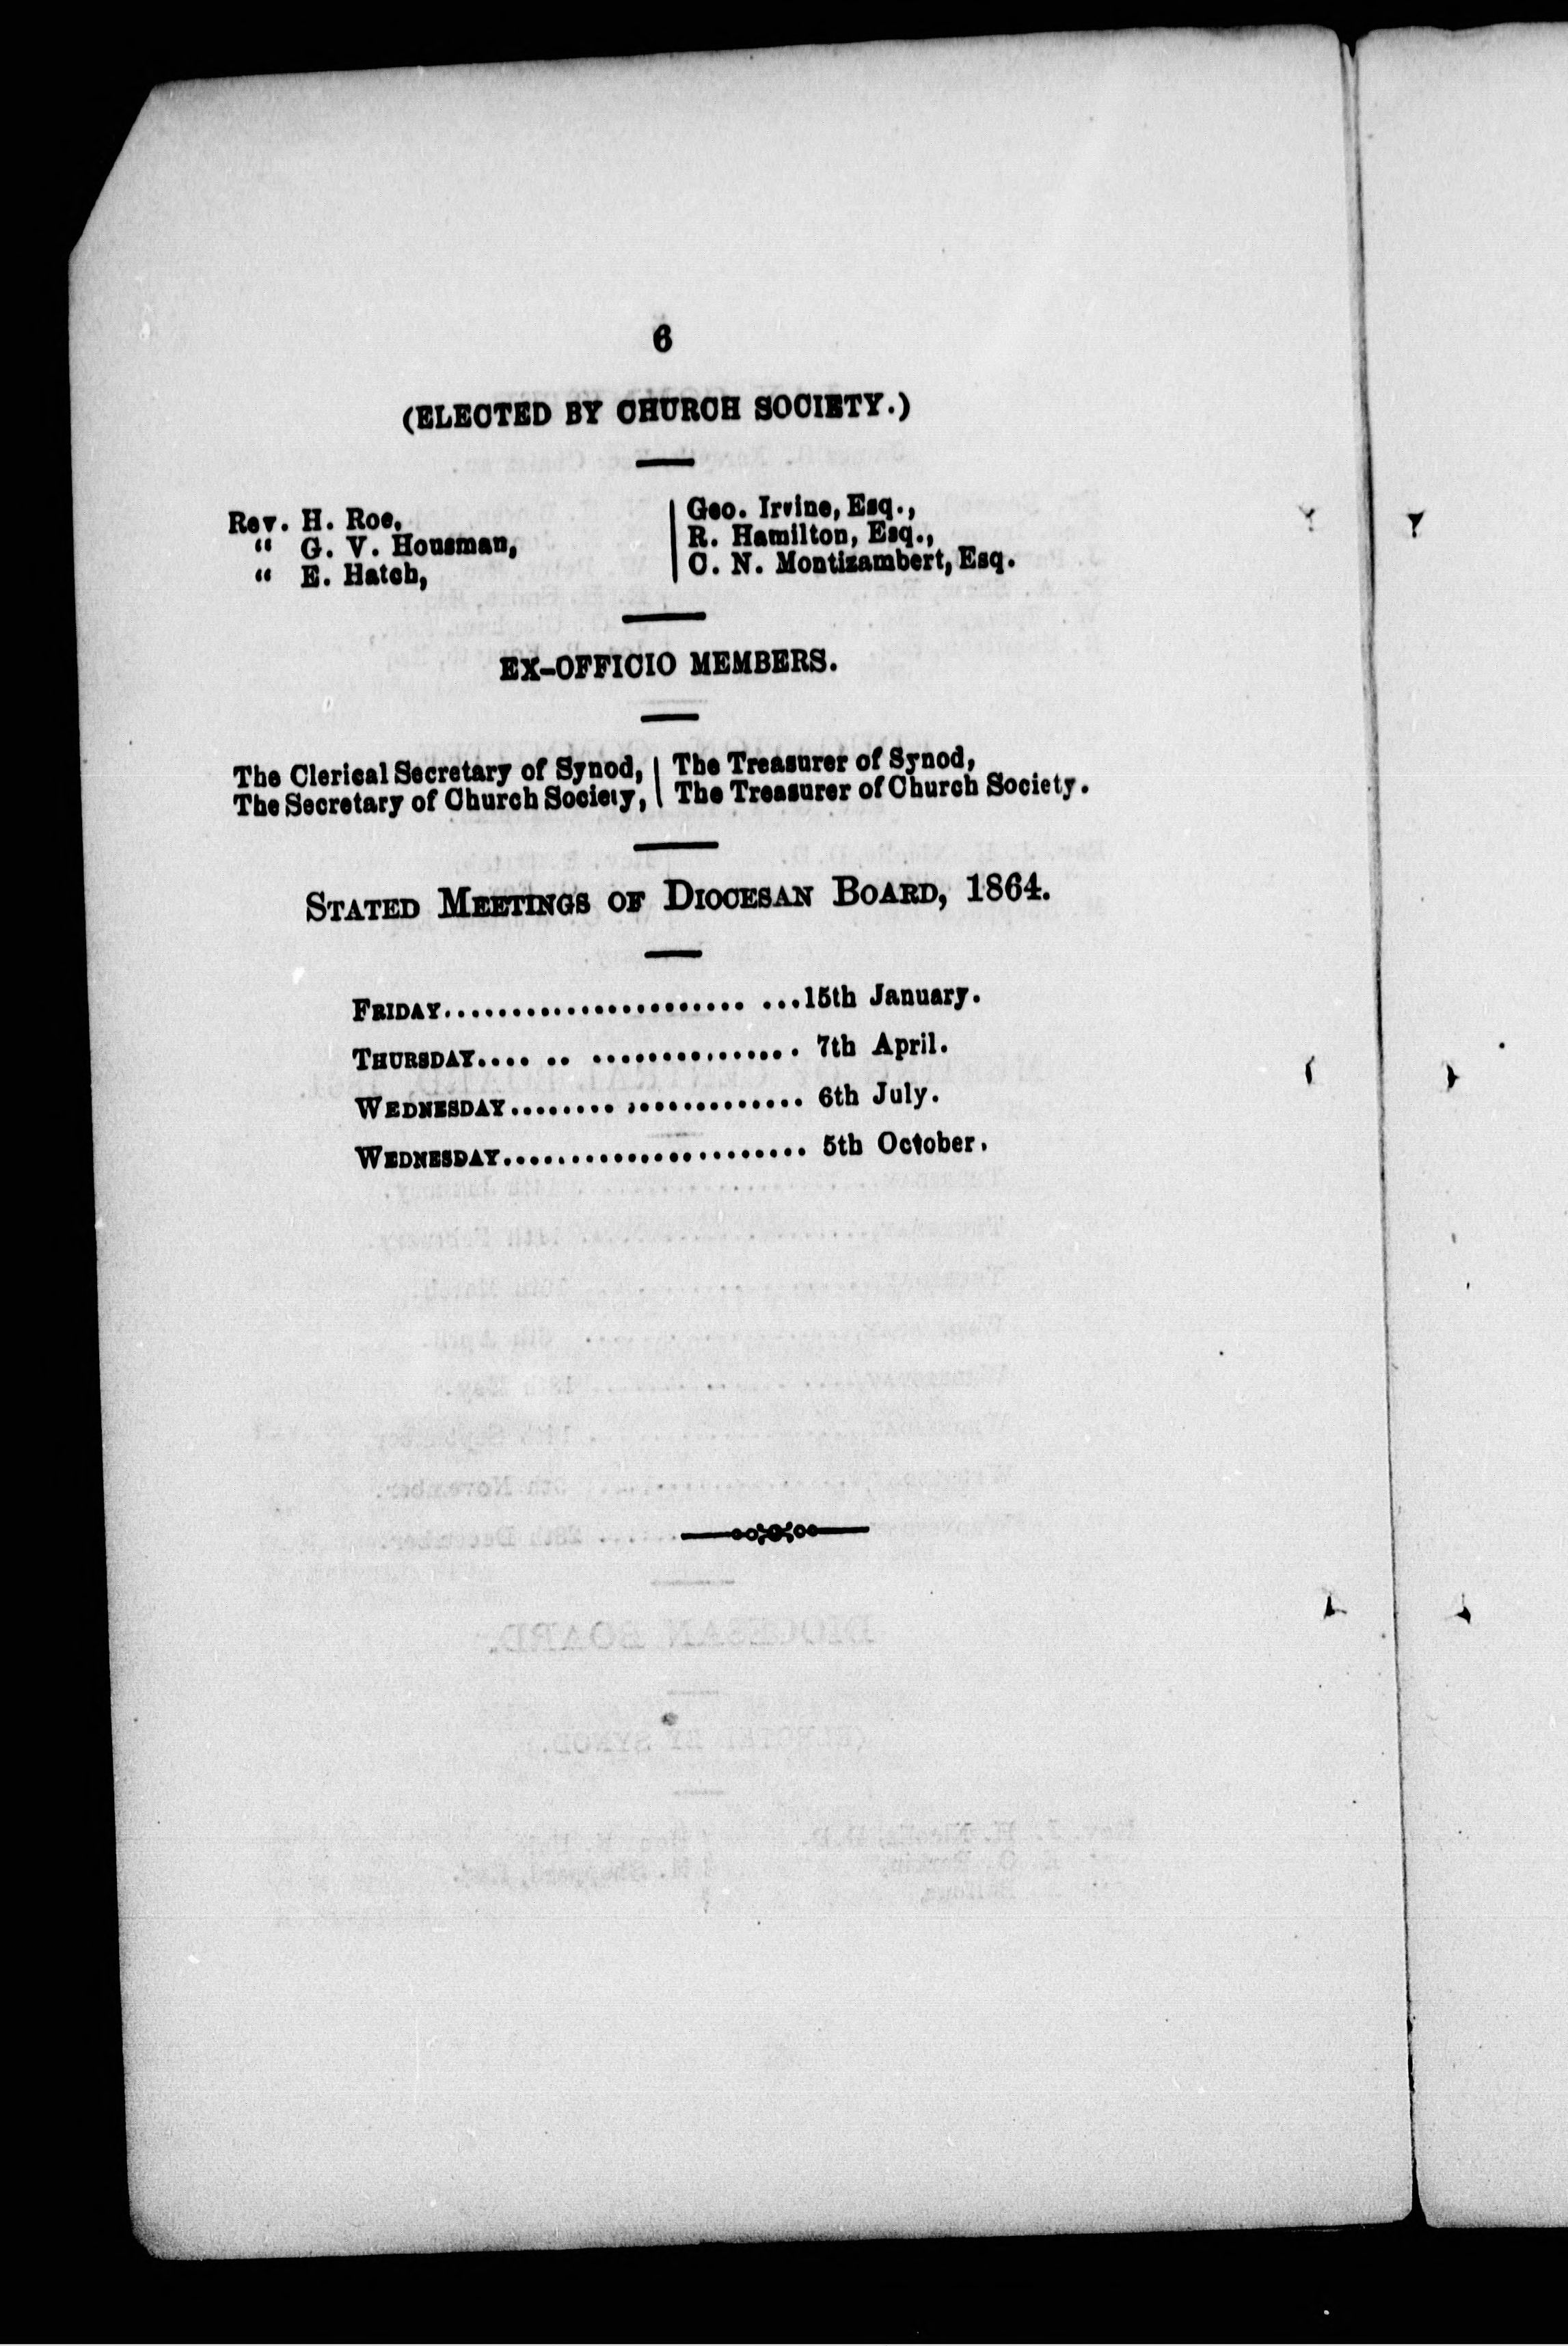 6
(ELECTED BY CHURCH SOCIETY.)
Rev. H. Roe,
“ G. V. Housman,
“ E. Hatch,
Geo. Irvine, Esq.,
R. Hamilton, Esq.,
C. N. Montizambert, Esq.
EX-OFFICIO MEMBERS.
The Clerical Secretary of Synod,
The Secretary of Church Society,
The Treasurer of Synod,
The Treasurer of Church Society.
STATED MEETINGS OF DIOCESAN BOARD, 1864.
FRIDAY...................... ...15th January.
THURSDAY.... .. ............... 7th April.
WEDNESDAY........ ............. 6th July.
WEDNESDAY...................... 5th October.